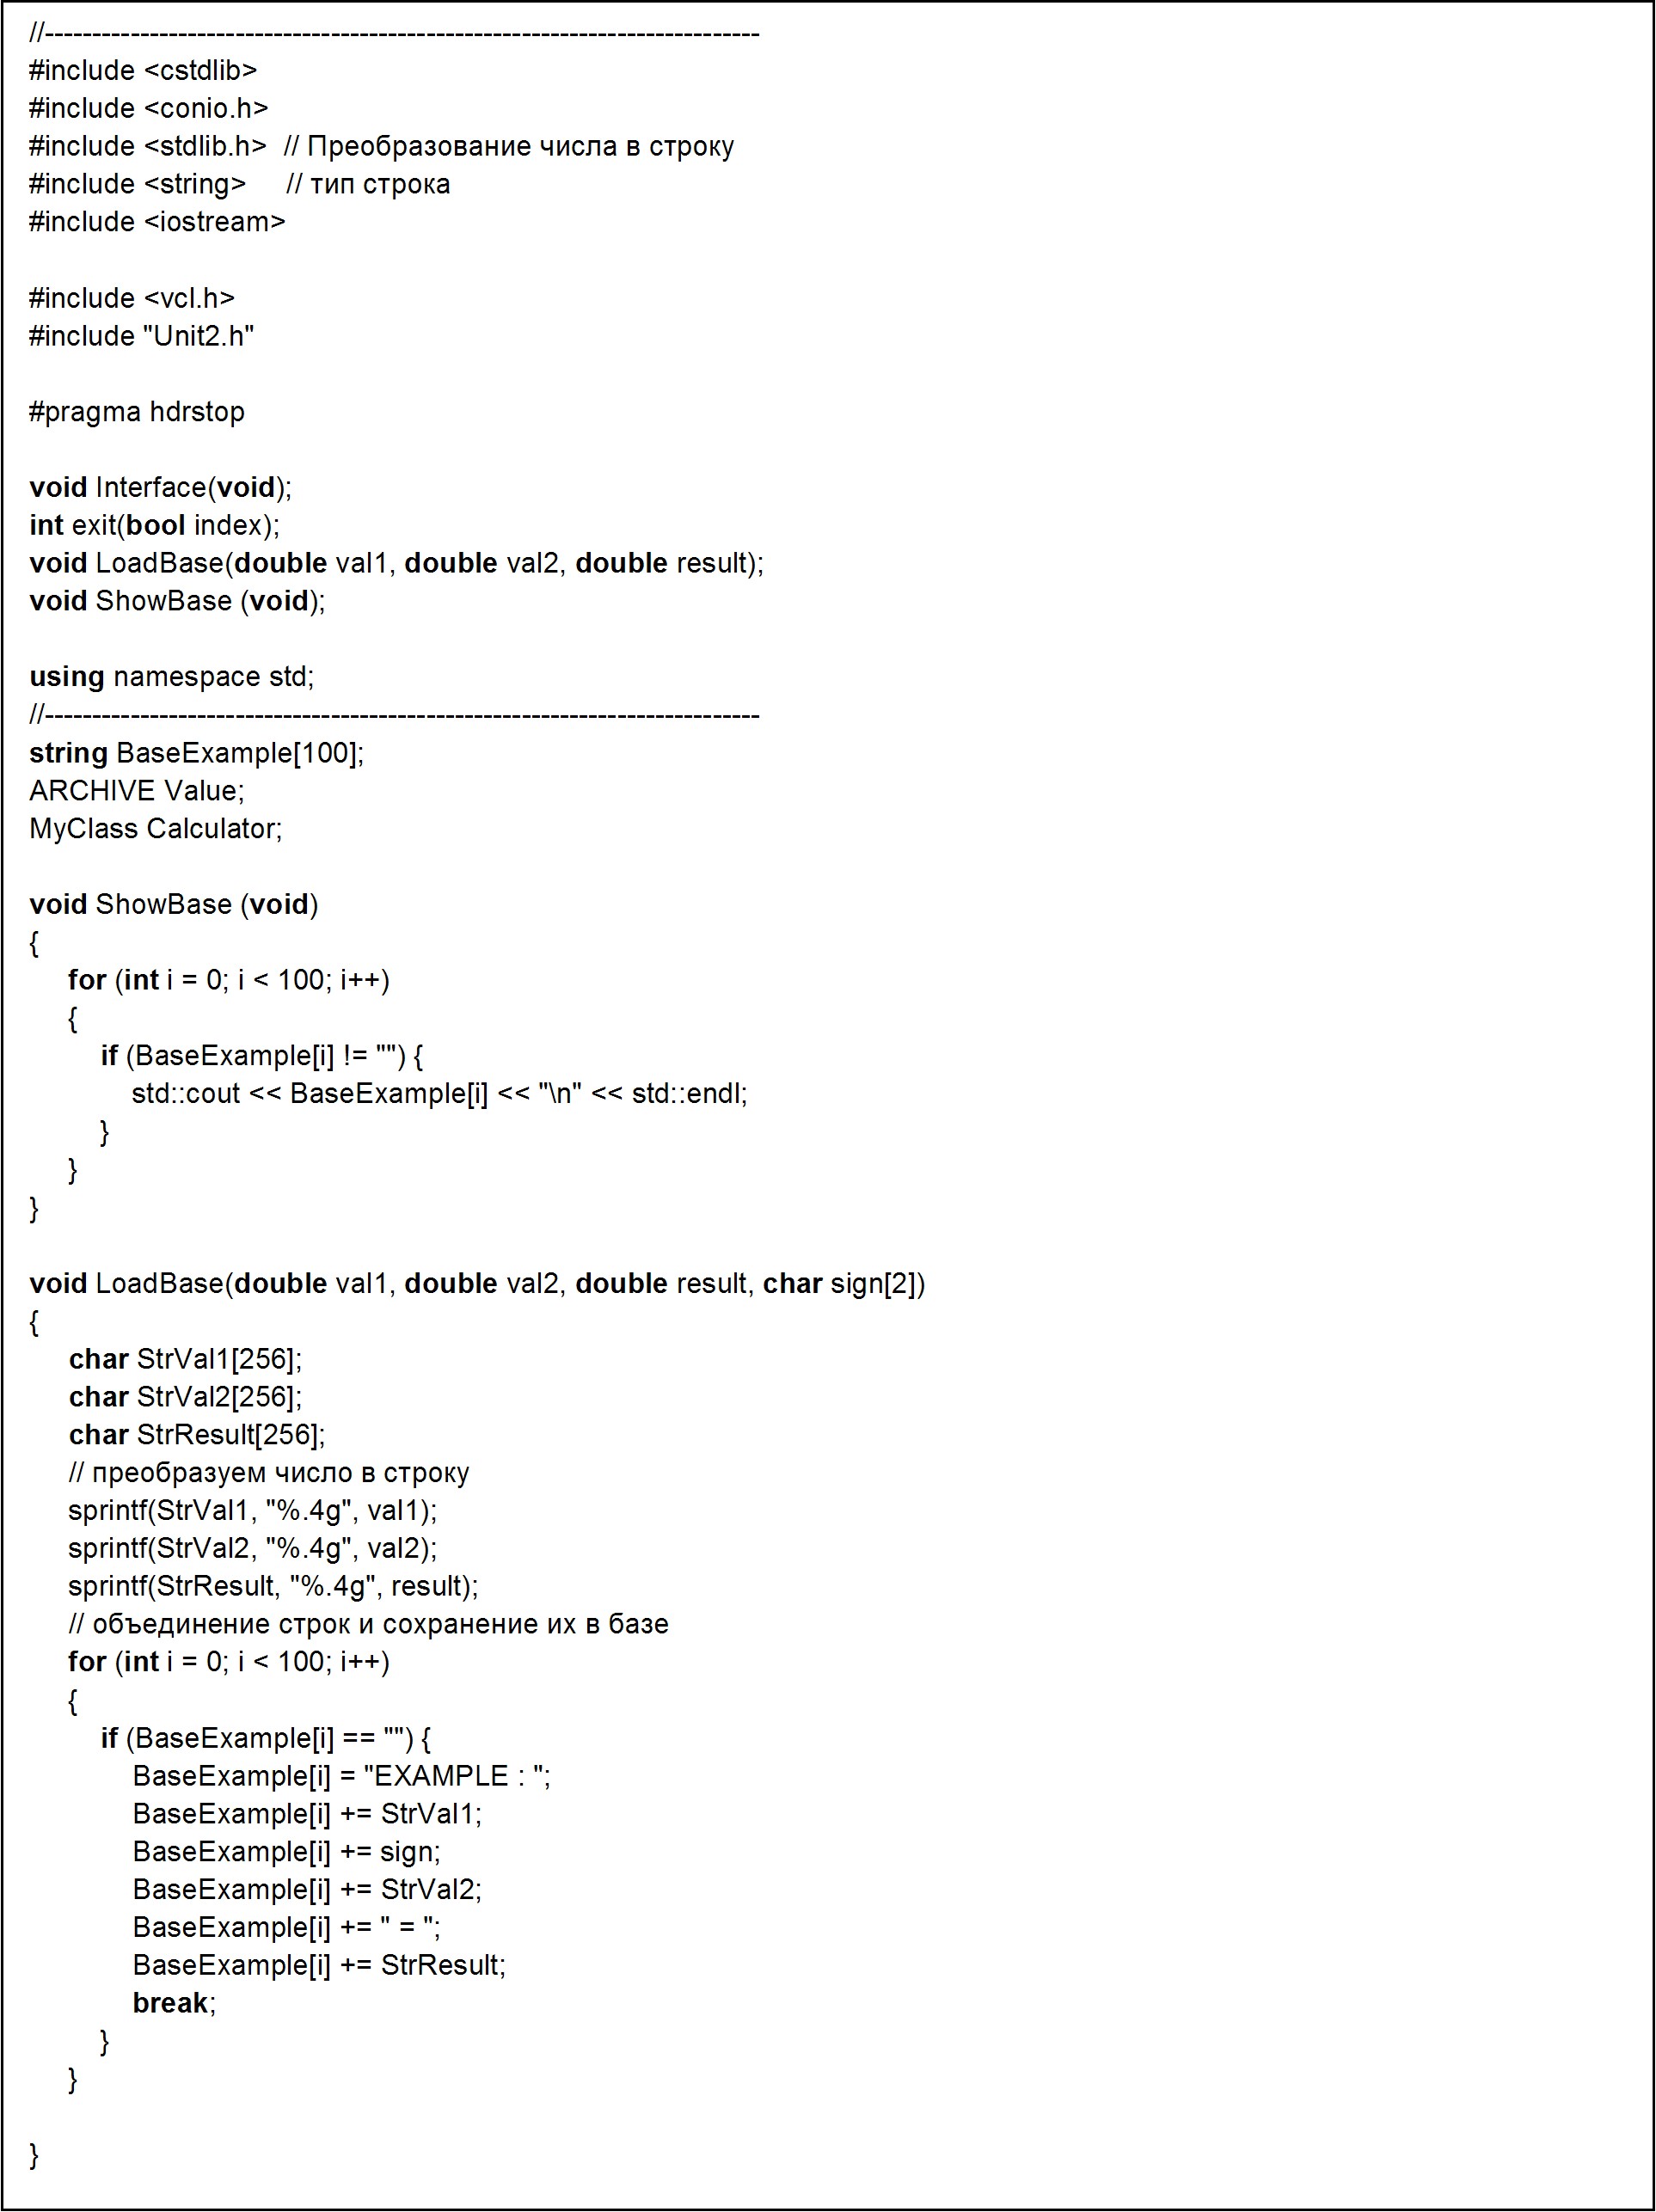 //---------------------------------------------------------------------------
#include <cstdlib>
#include <conio.h>
#include <stdlib.h>  // Преобразование числа в строку
#include <string>     // тип строка
#include <iostream>

#include <vcl.h>
#include "Unit2.h"

#pragma hdrstop

void Interface(void);
int exit(bool index);
void LoadBase(double val1, double val2, double result);
void ShowBase (void);

using namespace std;
//---------------------------------------------------------------------------
string BaseExample[100];
ARCHIVE Value;
MyClass Calculator;

void ShowBase (void)
{
     for (int i = 0; i < 100; i++)
     {
         if (BaseExample[i] != "") {
             std::cout << BaseExample[i] << "\n" << std::endl;
         }
     }
}

void LoadBase(double val1, double val2, double result, char sign[2])
{
     char StrVal1[256];
     char StrVal2[256];
     char StrResult[256];
     // преобразуем число в строку
     sprintf(StrVal1, "%.4g", val1);
     sprintf(StrVal2, "%.4g", val2);
     sprintf(StrResult, "%.4g", result);
     // объединение строк и сохранение их в базе
     for (int i = 0; i < 100; i++)
     {
         if (BaseExample[i] == "") {
             BaseExample[i] = "EXAMPLE : ";
             BaseExample[i] += StrVal1;
             BaseExample[i] += sign;
             BaseExample[i] += StrVal2;
             BaseExample[i] += " = ";
             BaseExample[i] += StrResult;
             break;
         }
     }

}